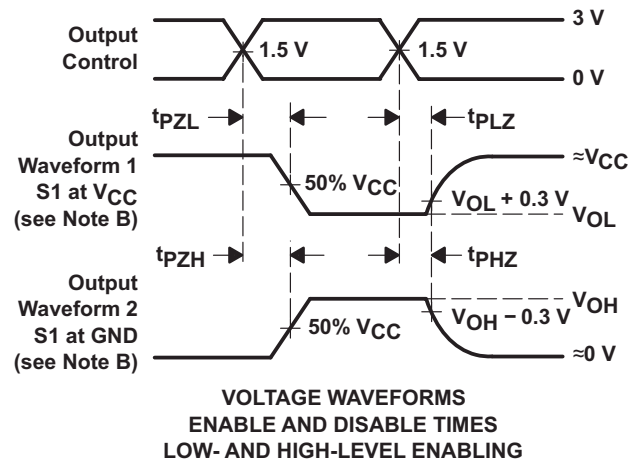 Output
Control
1.5 V
1.5 V
3 V
0 V
tPZL
tPLZ
Output
Waveform 1
S1 at VCC
(see Note B)
50% VCC
≈VCC
VOL + 0.3 V
VOL
tPZH
tPHZ
Output
Waveform 2
S1 at GND
(see Note B)
50% VCC
VOH
VOH − 0.3 V
≈0 V
VOLTAGE WAVEFORMS
ENABLE AND DISABLE TIMES
LOW- AND HIGH-LEVEL ENABLING